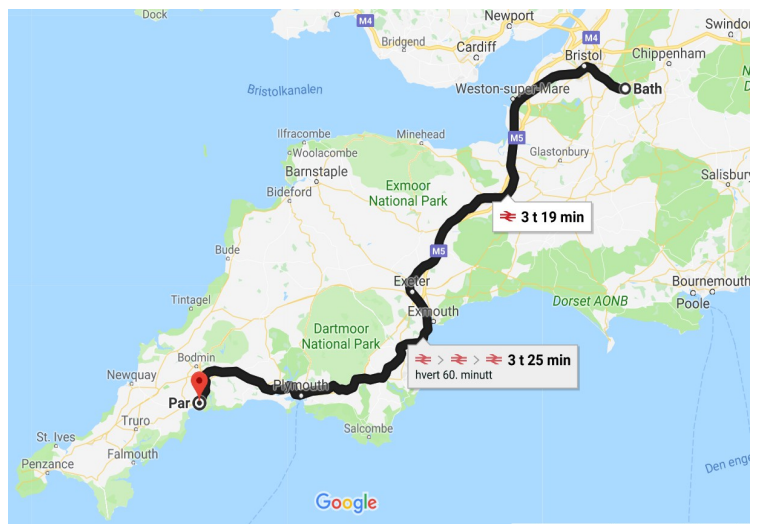 Dock
M4
Newport
Swindo
Bridgend
Cardiff
M4
Bristol
Chippenham
Bristolkanalen
Weston-super-Mare
Bath
Ilfracombe
Minehead
M5
Woolacombe
Glastonbury
Barnstaple
Salisbury
Exmoor
National Park
Bideford
3 t 19 min
Bude
M5
Exeter
Bournemouth
Tintagel
Exmouth
Dorset AONB
Poole
Dartmoor
National Park
Bodmin
3 t 25 min
hvert 60. minutt
Newquay
Plymouth
Par
Truro
Salcombe
St. Ives
Falmouth
Penzance
Den enge
Google